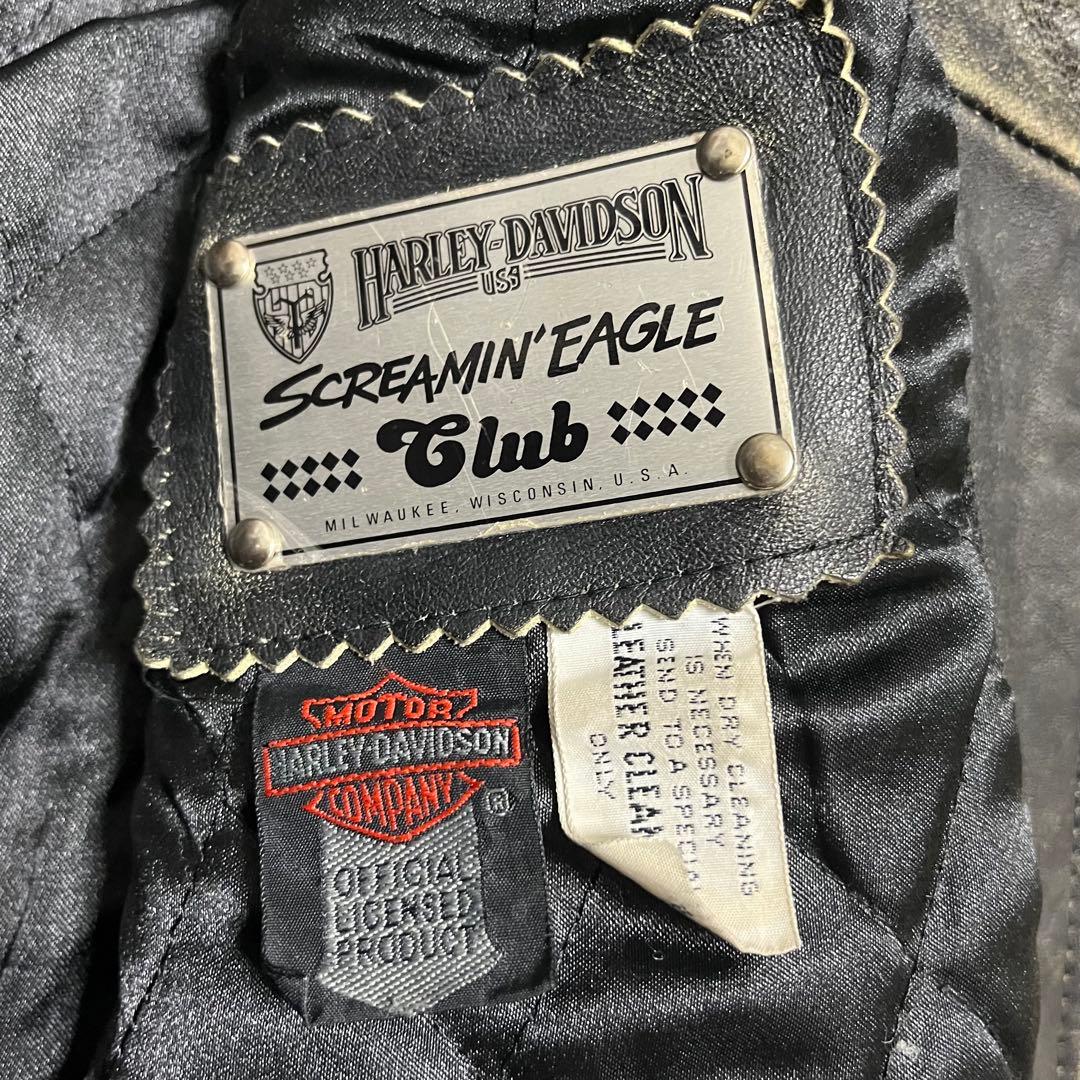 HARLEY-DAVIDSON
USA
SCREAMIN' EAGLE
Club
MILWAUKEE, WISCONSIN, U.S.A.
MOTOR
HARLEY-DAVIDSON
COMPANY
®
OFFICIAL
LICENSED
PRODUCT
WHEN DRY CLEANING
IS NECESSARY
SEND TO A SPECIAL
LEATHER CLEAN
ONLY